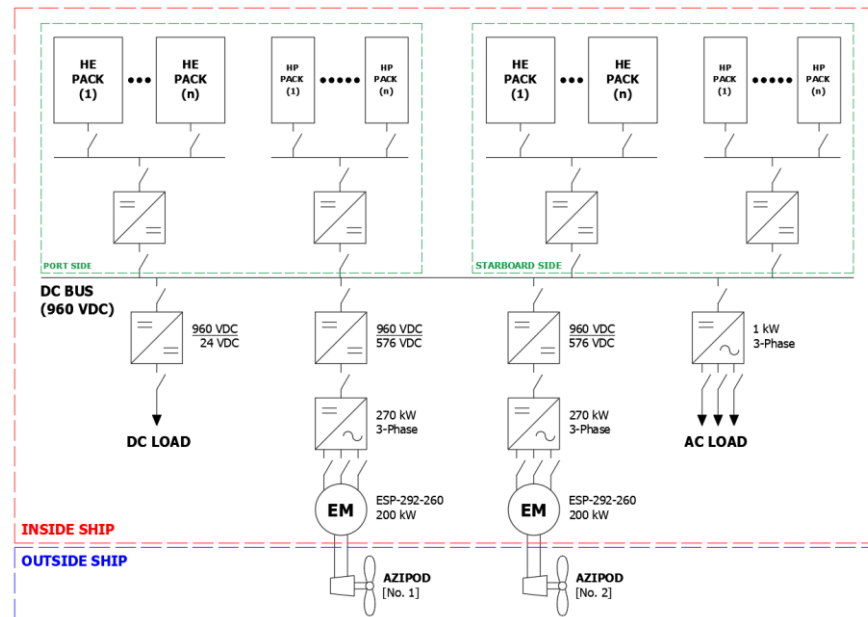 HE
PACK
(1)
HE
PACK
(n)
HP
PACK
(1)
HP
PACK
(n)
HE
PACK
(1)
HE
PACK
(n)
HP
PACK
(1)
HP
PACK
(n)
PORT SIDE
STARBOARD SIDE
DC BUS
(960 VDC)
960 VDC
24 VDC
960 VDC
576 VDC
960 VDC
576 VDC
1 kW
3-Phase
DC LOAD
270 kW
3-Phase
270 kW
3-Phase
AC LOAD
EM
ESP-292-260
200 kW
EM
ESP-292-260
200 kW
INSIDE SHIP
OUTSIDE SHIP
AZIPOD
[No. 1]
AZIPOD
[No. 2]